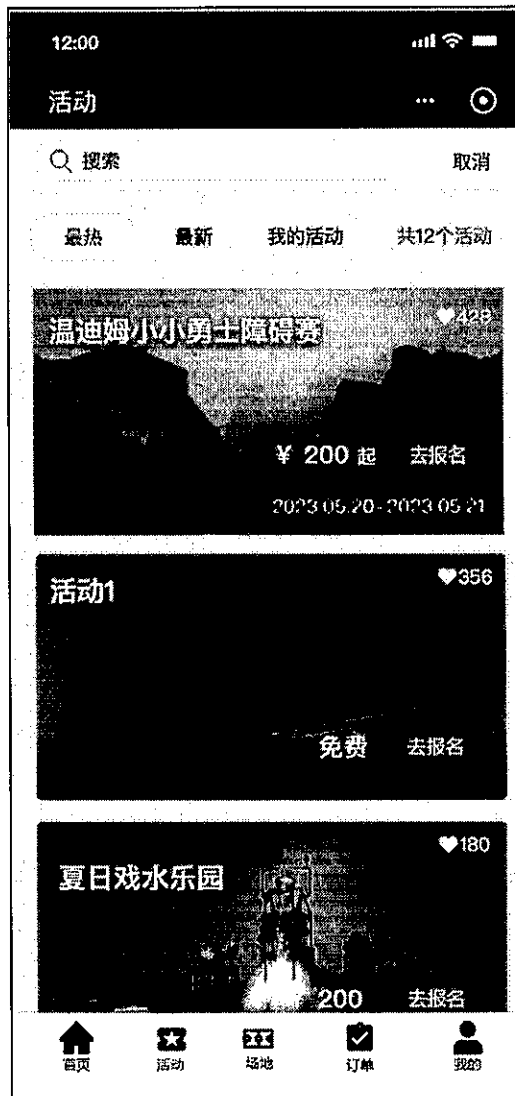 12:00
活动
搜索 取消
最热 最新 我的活动 共12个活动
温迪姆小小勇士障碍赛 428
¥ 200 起 去报名
2023.05.20-2023.05.21
活动1 356
免费 去报名
180
夏日戏水乐园
200 去报名
首页 活动 场地 订单 我的